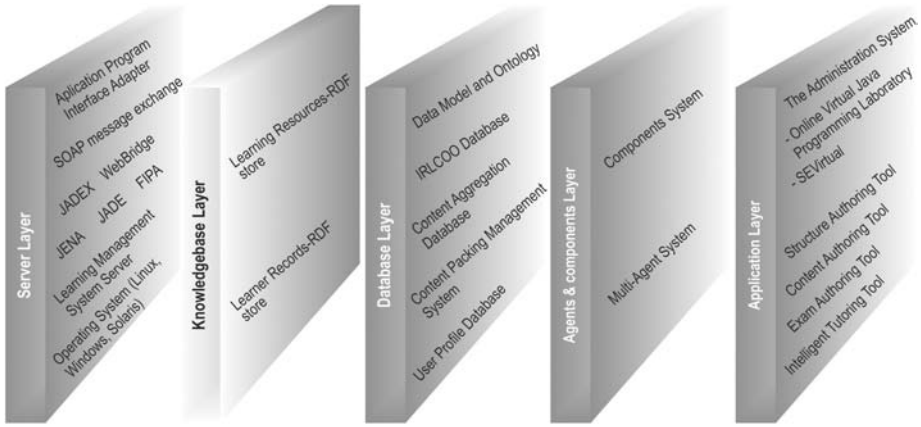 Server Layer
Aplication Program
Interface Adapter
SOAP message exchange
JADEX WebBridge
JENA JADE FIPA
Learning Management
System Server
Operating System (Linux,
Windows, Solaris)
Knowledgebase Layer
Learning Resources-RDF
store
Learner Records-RDF
store
Database Layer
Data Model and Ontology
IRLCOO Database
Content Aggregation
Database
Content Packing Management
System
User Profile Database
Agents & components Layer
Components System
Multi-Agent System
Application Layer
The Administration System
- Online Virtual Java
Programming Laboratory
- SEVirtual
Structure Authoring Tool
Content Authoring Tool
Exam Authoring Tool
Intelligent Tutoring Tool